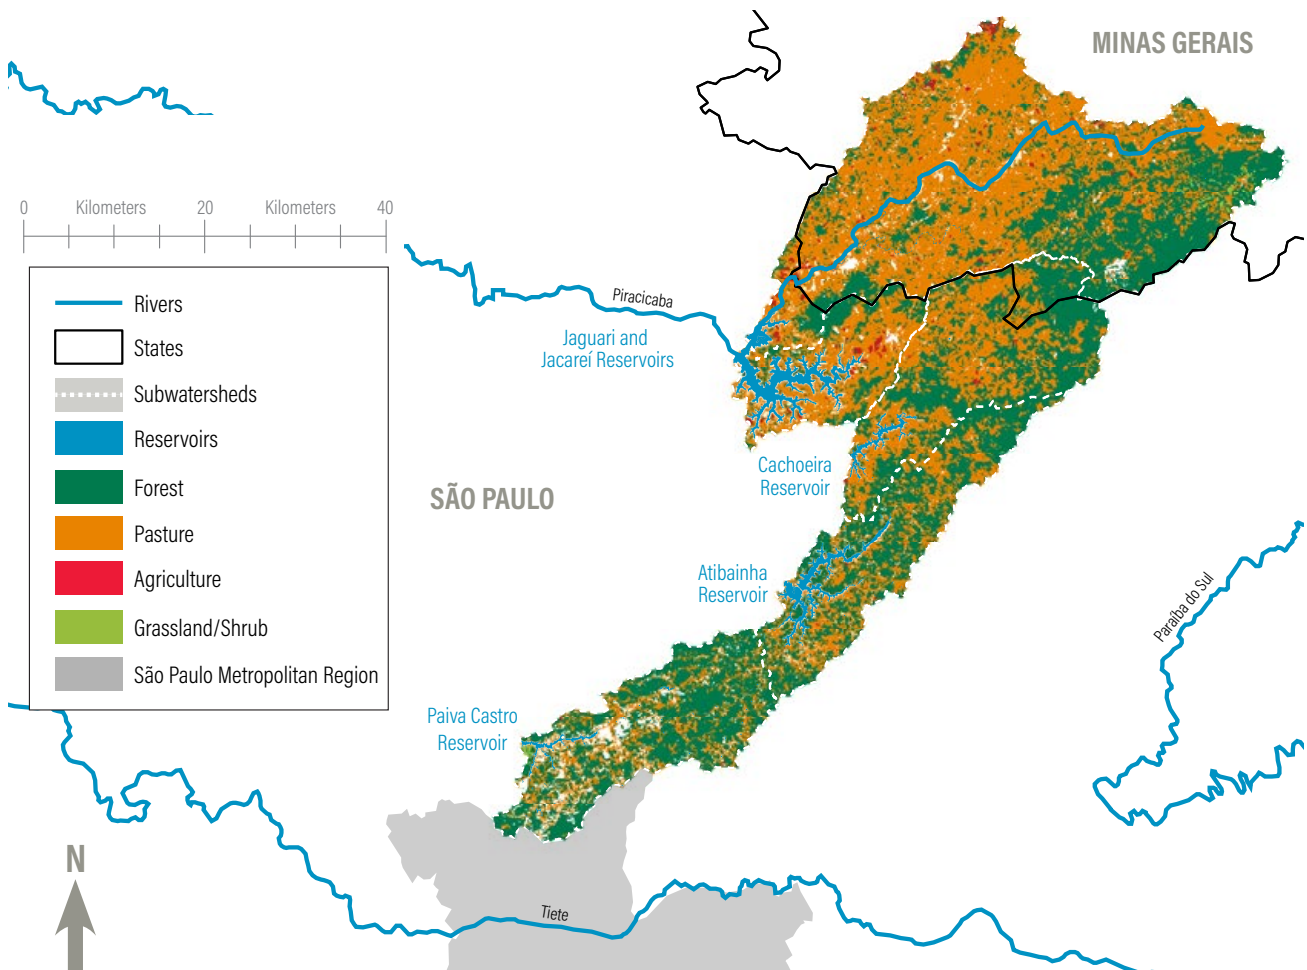 MINAS GERAIS
0 Kilometers 20 Kilometers 40
Rivers
States
Subwatersheds
Reservoirs
Forest
Pasture
Agriculture
Grassland/Shrub
São Paulo Metropolitan Region
Piracicaba
Jaguari and
Jacareí Reservoirs
Cachoeira
Reservoir
SÃO PAULO
Atibainha
Reservoir
Paraíba do Sul
Paiva Castro
Reservoir
N
Tiete